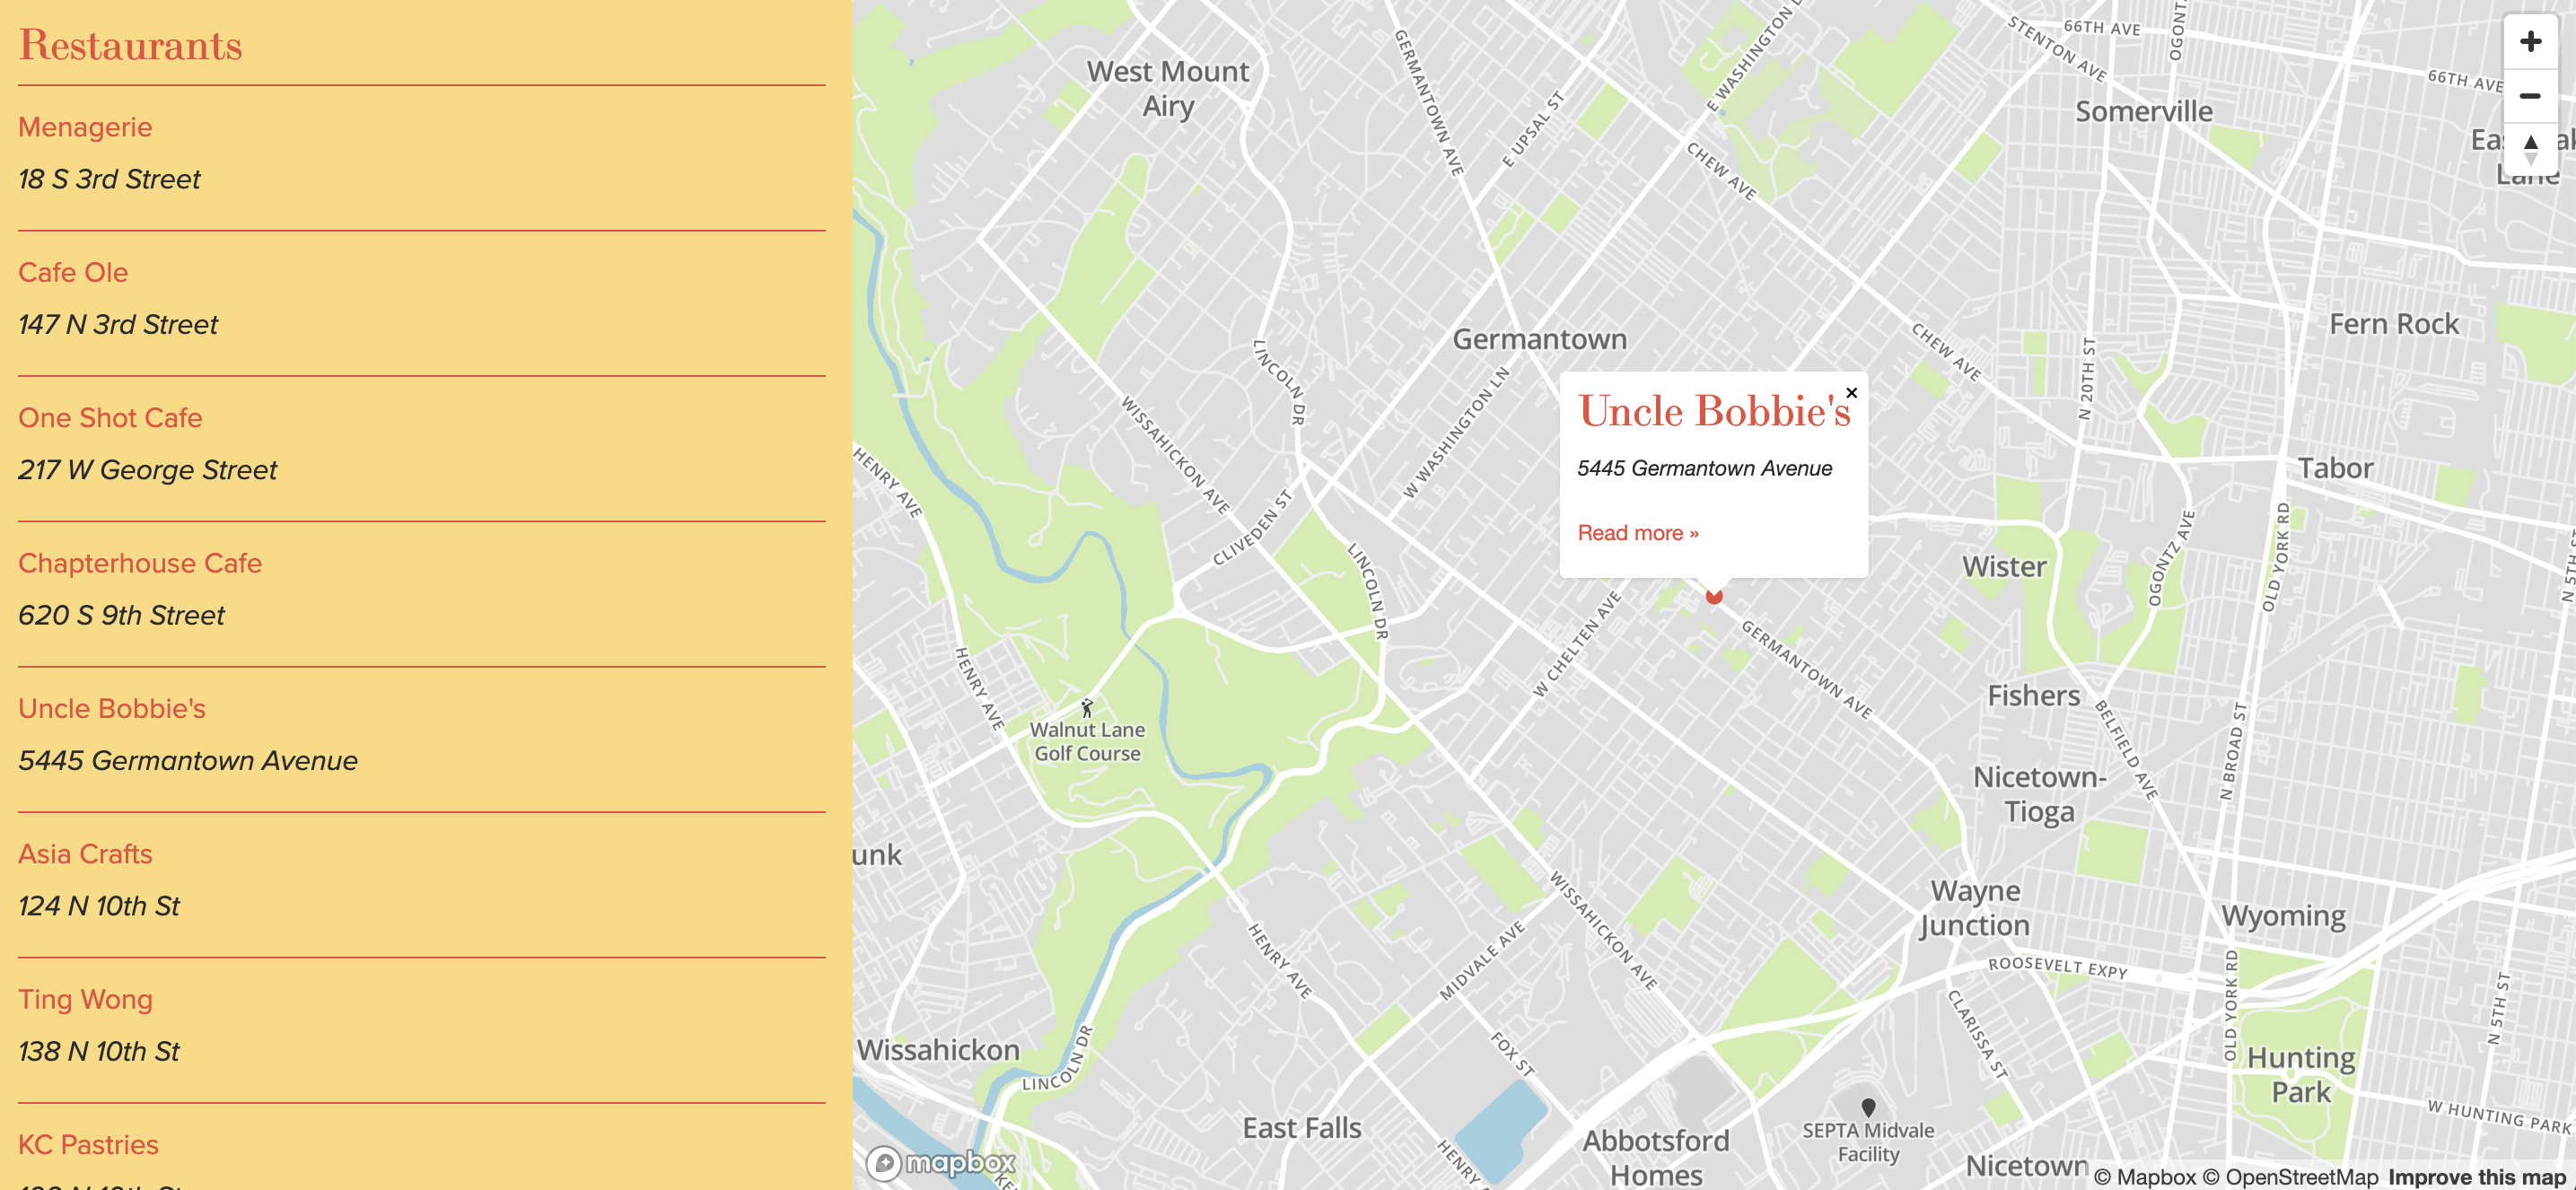 Restaurants
Menagerie
18 S 3rd Street
Cafe Ole
147 N 3rd Street
One Shot Cafe
217 W George Street
Chapterhouse Cafe
620 S 9th Street
Uncle Bobbie's
5445 Germantown Avenue
Asia Crafts
124 N 10th St
Ting Wong
138 N 10th St
KC Pastries
West Mount
Airy
GERMANTOWN AVE
E UPSAL ST
E WASHINGTON
CHEW AVE
STENTON AVE
66TH AVE
66TH AVE
Somerville
Lane
Germantown
LINCOLN DR
WISSAHICKON AVE
W WASHINGTON LN
CHEW AVE
N 20TH ST
Fern Rock
Uncle Bobbie's
×
5445 Germantown Avenue
Read more »
HENRY AVE
CLIVEDEN ST
LINCOLN DR
Tabor
Wister
OGONTZ AVE
OLD YORK RD
N 5TH ST
W CHELTEN AVE
GERMANTOWN AVE
HENRY AVE
Fishers
BELFIELD AVE
N BROAD ST
Walnut Lane
Golf Course
Nicetown-
Tioga
unk
WISSAHICKON AVE
Wayne
Junction
Wyoming
HENRY AVE
MIDVALE AVE
ROOSEVELT EXPY
OLD YORK RD
N 5TH ST
CLARISSA ST
Wissahickon
LINCOLN DR
FOX ST
Hunting
Park
W HUNTING PARK
East Falls
HENRY
Abbotsford
Homes
SEPTA Midvale
Facility
Nicetown
mapbox
© Mapbox © OpenStreetMap Improve this map